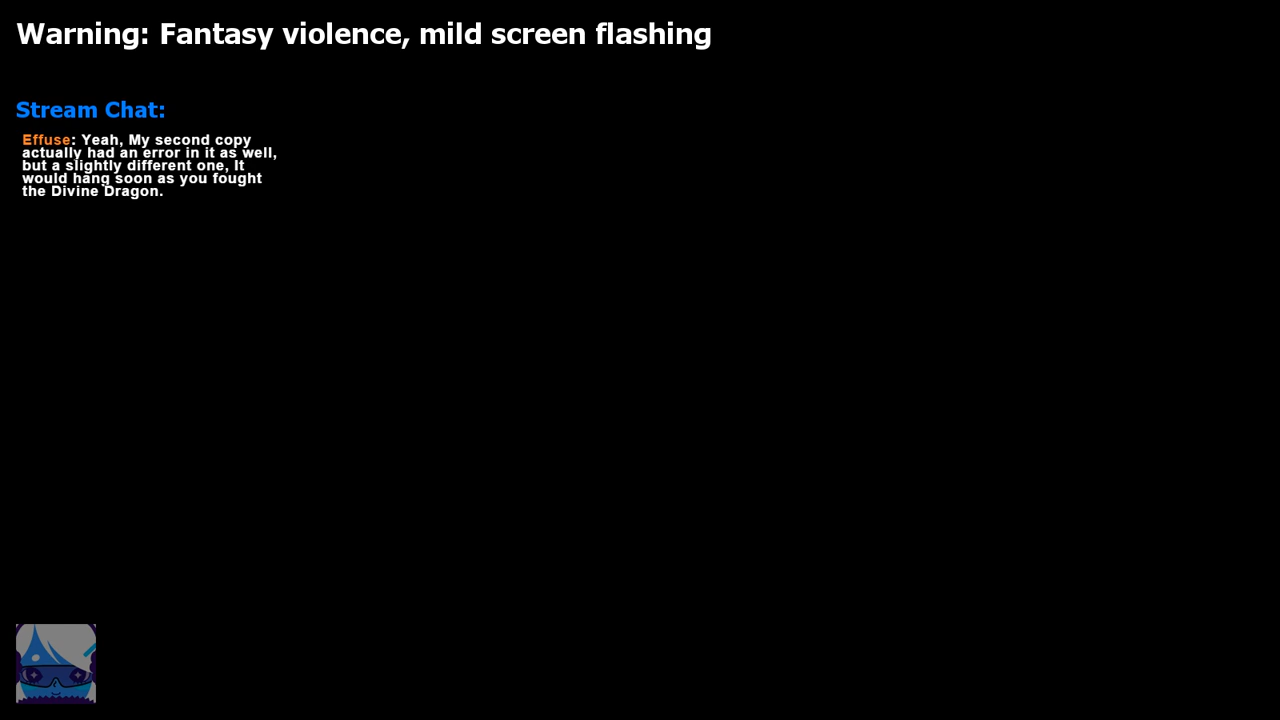 Warning: Fantasy violence, mild screen flashing
Stream Chat:
Effuse: Yeah, My second copy
actually had an error in it as well,
but a slightly different one, It
would hang soon as you fought
the Divine Dragon.